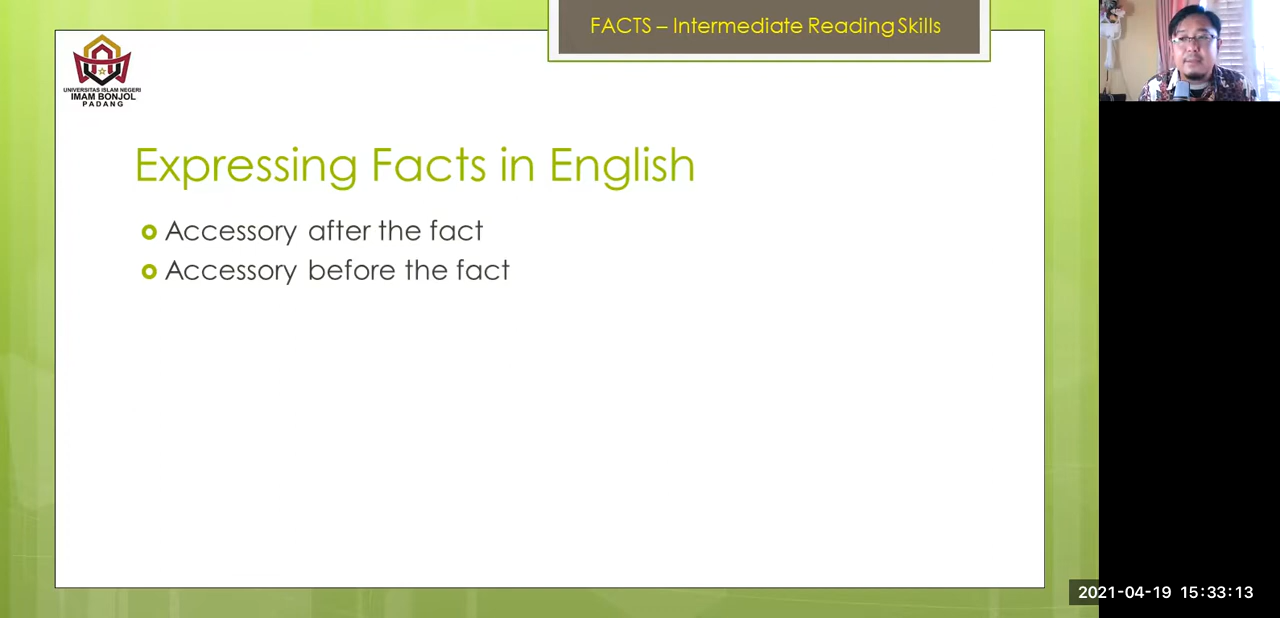 FACTS – Intermediate Reading Skills
UNIVERSITAS ISLAM NEGERI
IMAM BONJOL
PADANG
Expressing Facts in English
Accessory after the fact
Accessory before the fact
2021-04-19 15:33:13